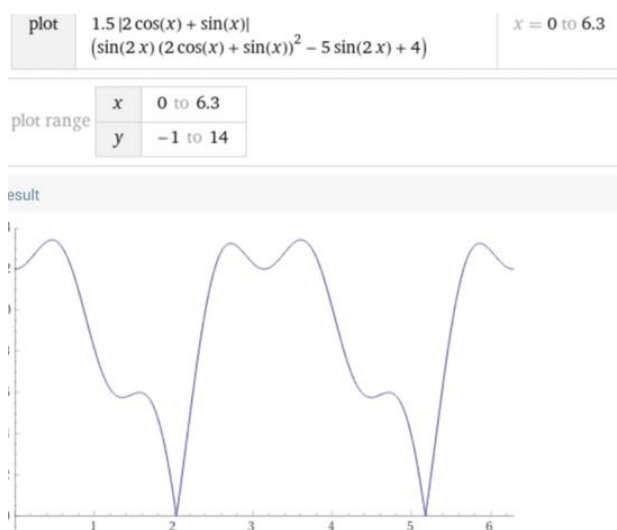 plot 1.5 |2 cos(x) + sin(x)| x = 0 to 6.3
(sin(2 x) (2 cos(x) + sin(x))² − 5 sin(2 x) + 4)
x 0 to 6.3
plot range
y −1 to 14
esult
1 2 3 4 5 6